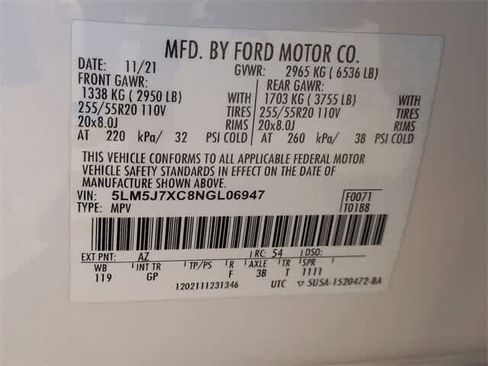 MFD. BY FORD MOTOR CO.
DATE: 11/21 GVWR: 2965 KG ( 6536 LB)
FRONT GAWR: REAR GAWR:
1338 KG ( 2950 LB) WITH 1703 KG ( 3755 LB) WITH
255/55R20 110V TIRES 255/55R20 110V TIRES
20x8.0J RIMS 20x8.0J RIMS
AT 220 kPa/ 32 PSI COLD AT 260 kPa/ 38 PSI COLD
THIS VEHICLE CONFORMS TO ALL APPLICABLE FEDERAL MOTOR
VEHICLE SAFETY STANDARDS IN EFFECT ON THE DATE OF
MANUFACTURE SHOWN ABOVE.
VIN: 5LM5J7XC8NGL06947 F0071
TYPE: MPV T0188
EXT PNT: AZ RC: 54 DSO:
WB INT TR TP/PS R AXLE TR SPR
119 GP F 3B T 1111
1202111231346 UTC 5U5A-1520472-BA